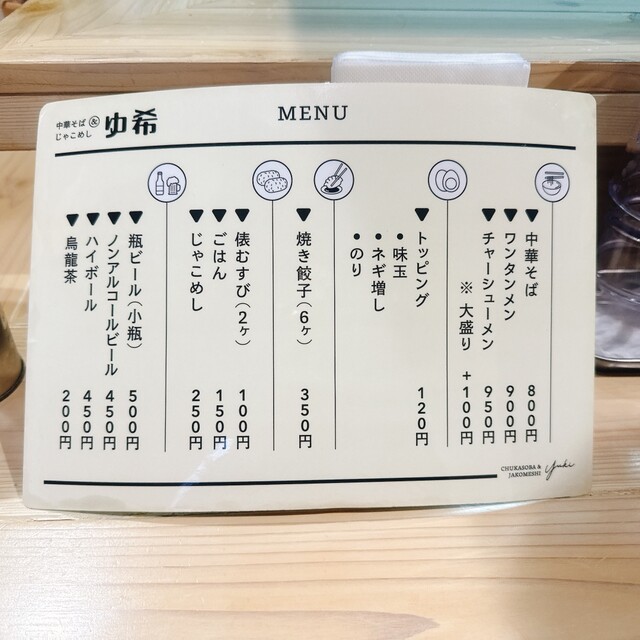 中華そば&
じゃこめし
ゆ希
MENU
▼中華そば 800円
▼ワンタンメン 900円
▼チャーシューメン 950円
※大盛り +100円
▼トッピング 120円
●味玉
●ネギ増し
●のり
▼焼き餃子(6ヶ) 350円
▼俵むすび(2ヶ) 100円
▼ごはん 150円
▼じゃこめし 250円
▼瓶ビール(小瓶) 500円
▼ノンアルコールビール 450円
▼ハイボール 450円
▼烏龍茶 200円
CHUKASOBA &
JAKOMESHI
yuki